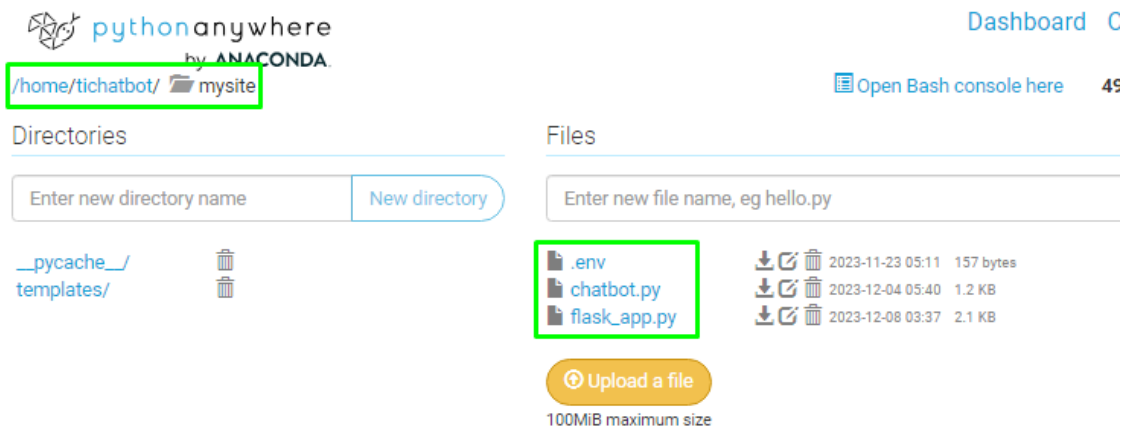 pythonanywhere
by ANACONDA.
Dashboard
/home/tichatbot/ mysite
Open Bash console here 49
Directories
Files
Enter new directory name New directory
Enter new file name, eg hello.py
__pycache__/
templates/
.env 2023-11-23 05:11 157 bytes
chatbot.py 2023-12-04 05:40 1.2 KB
flask_app.py 2023-12-08 03:37 2.1 KB
Upload a file
100MiB maximum size